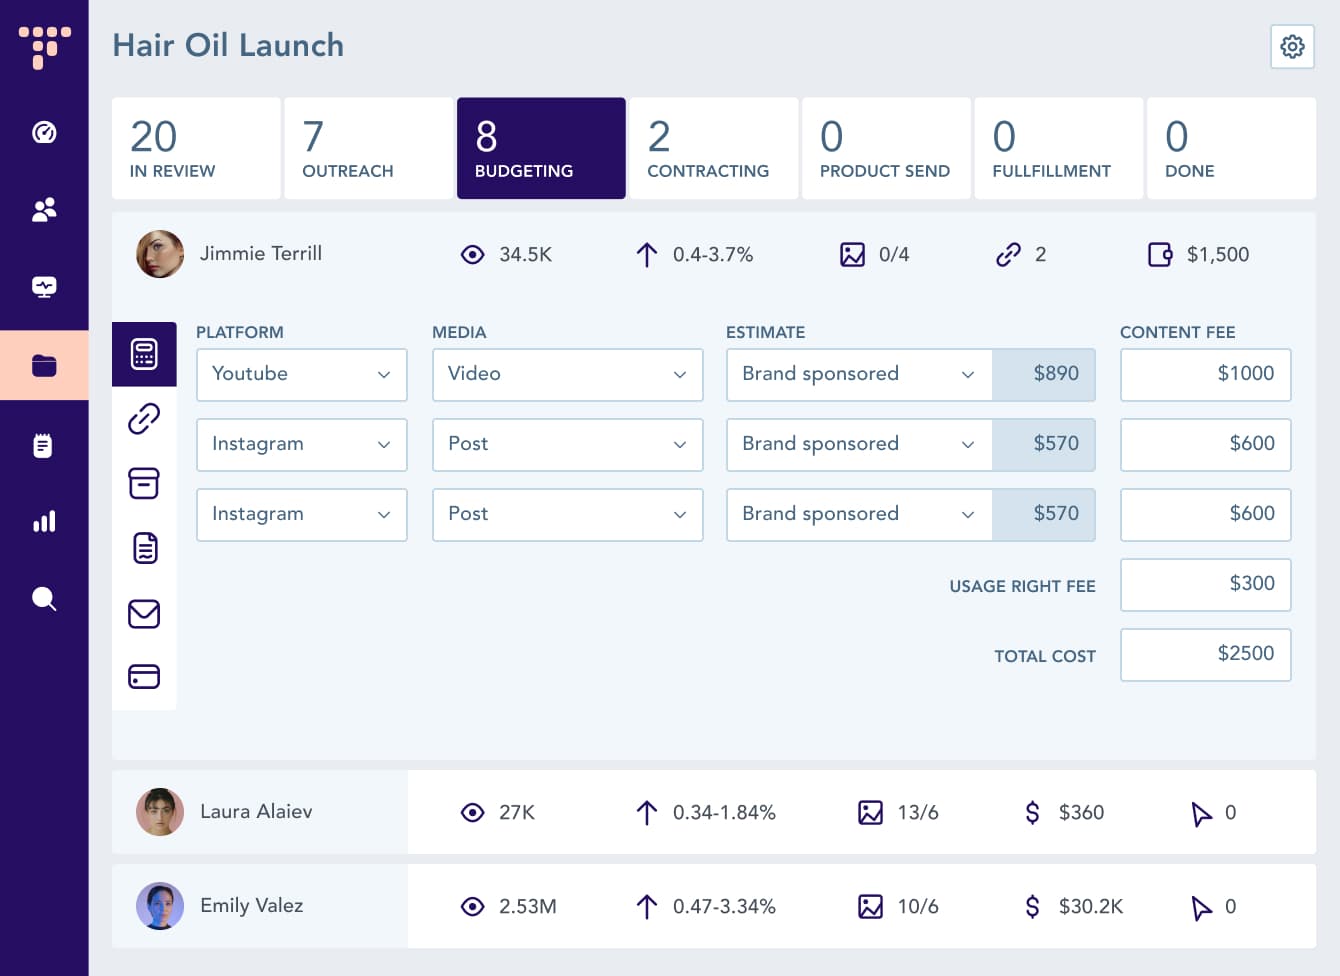 Hair Oil Launch
20 7 8 2 0 0 0
IN REVIEW OUTREACH BUDGETING CONTRACTING PRODUCT SEND FULLFILLMENT DONE
Jimmie Terrill 34.5K 0.4-3.7% 0/4 2 $1,500
PLATFORM MEDIA ESTIMATE CONTENT FEE
Youtube Video Brand sponsored $890 $1000
Instagram Post Brand sponsored $570 $600
Instagram Post Brand sponsored $570 $600
USAGE RIGHT FEE $300
TOTAL COST $2500
Laura Alaiev 27K 0.34-1.84% 13/6 $360 0
Emily Valez 2.53M 0.47-3.34% 10/6 $30.2K 0